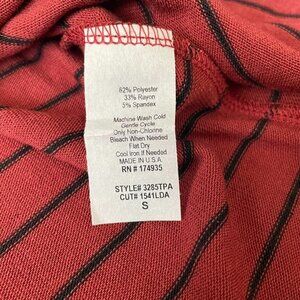 62% Polyester
33% Rayon
5% Spandex
Machine Wash Cold
Gentle Cycle
Only Non-Chlorine
Bleach When Needed
Flat Dry
Cool Iron if Needed
MADE IN U.S.A
RN # 174935
STYLE# 3285TPA
CUT# 1541LDA
S